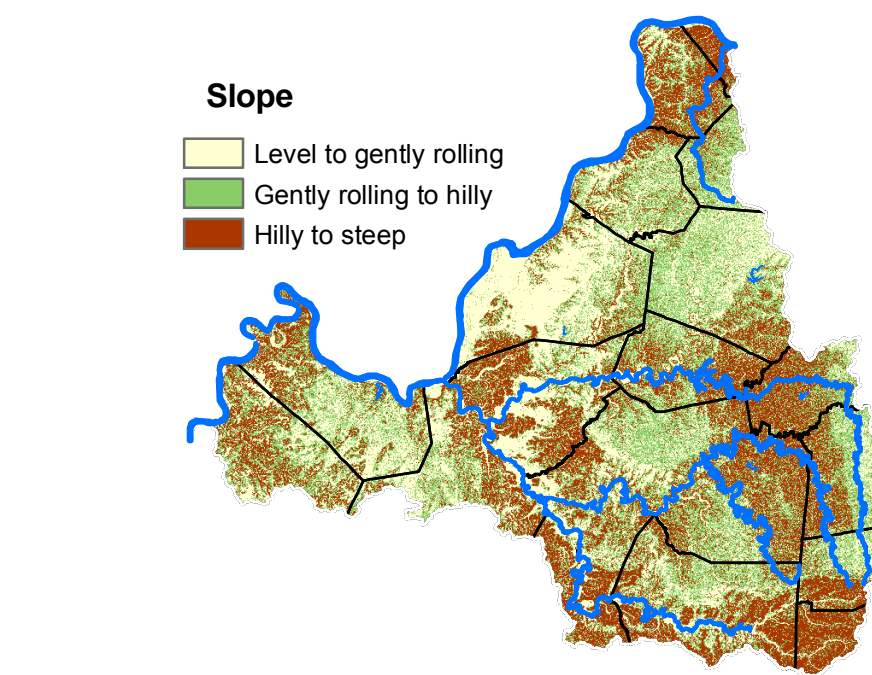 Slope
Level to gently rolling
Gently rolling to hilly
Hilly to steep